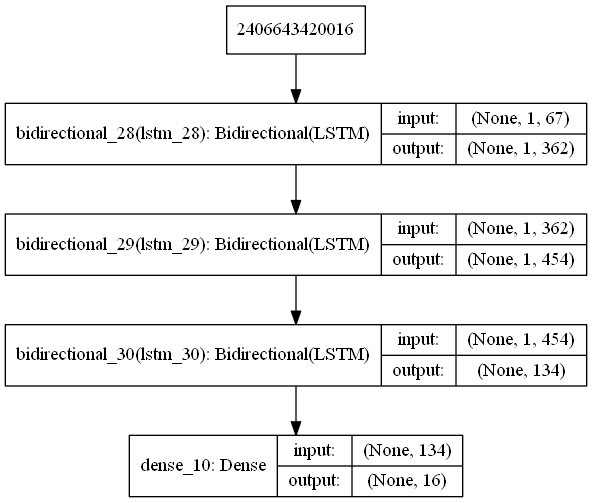 2406643420016
bidirectional_28(lstm_28): Bidirectional(LSTM)
input: (None, 1, 67)
output: (None, 1, 362)
bidirectional_29(lstm_29): Bidirectional(LSTM)
input: (None, 1, 362)
output: (None, 1, 454)
bidirectional_30(lstm_30): Bidirectional(LSTM)
input: (None, 1, 454)
output: (None, 134)
dense_10: Dense
input: (None, 134)
output: (None, 16)